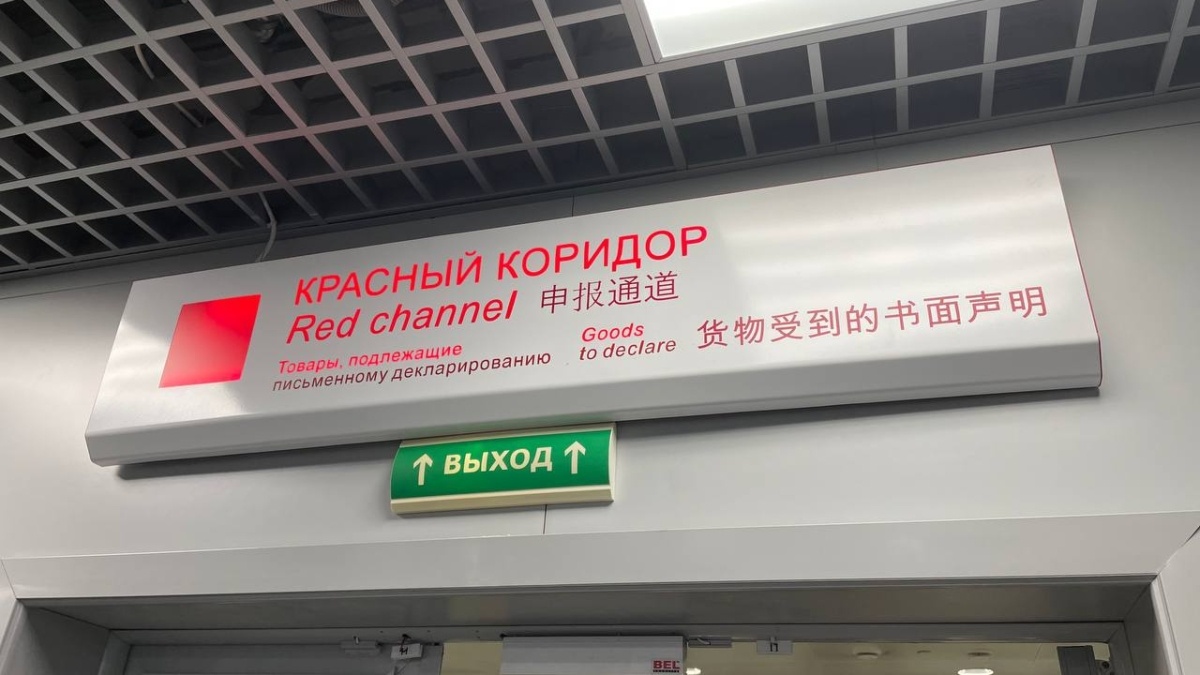 КРАСНЫЙ КОРИДОР
Red channel 申报通道
Товары, подлежащие
письменному декларированию
Goods
to declare
货物受到的书面声明
↑ ВЫХОД ↑
BEL